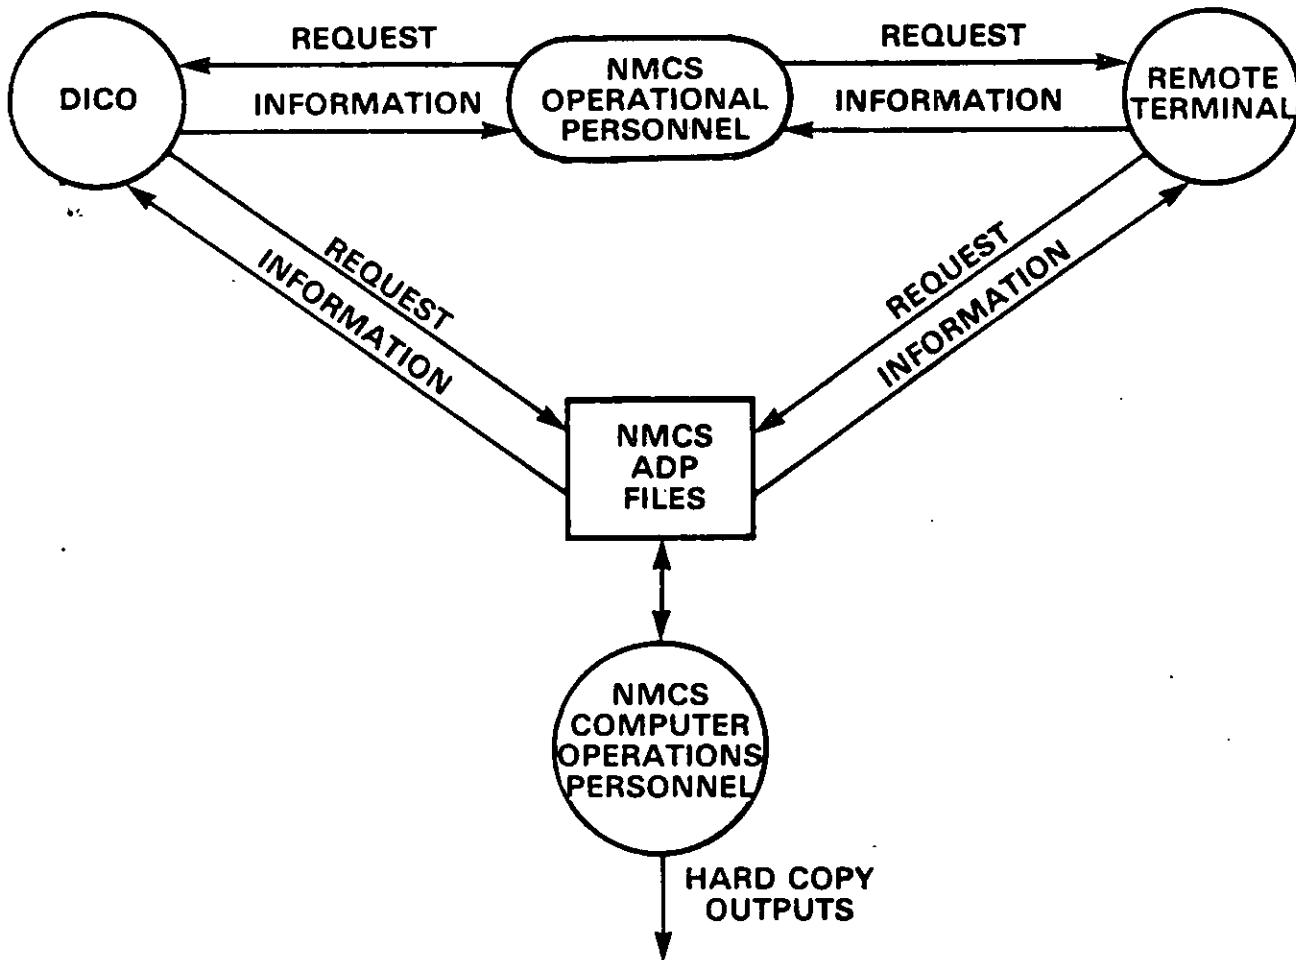 REQUEST
REQUEST
DICO
INFORMATION
NMCS
OPERATIONAL
PERSONNEL
INFORMATION
REMOTE
TERMINAL
REQUEST
INFORMATION
REQUEST
INFORMATION
NMCS
ADP
FILES
NMCS
COMPUTER
OPERATIONS
PERSONNEL
HARD COPY
OUTPUTS